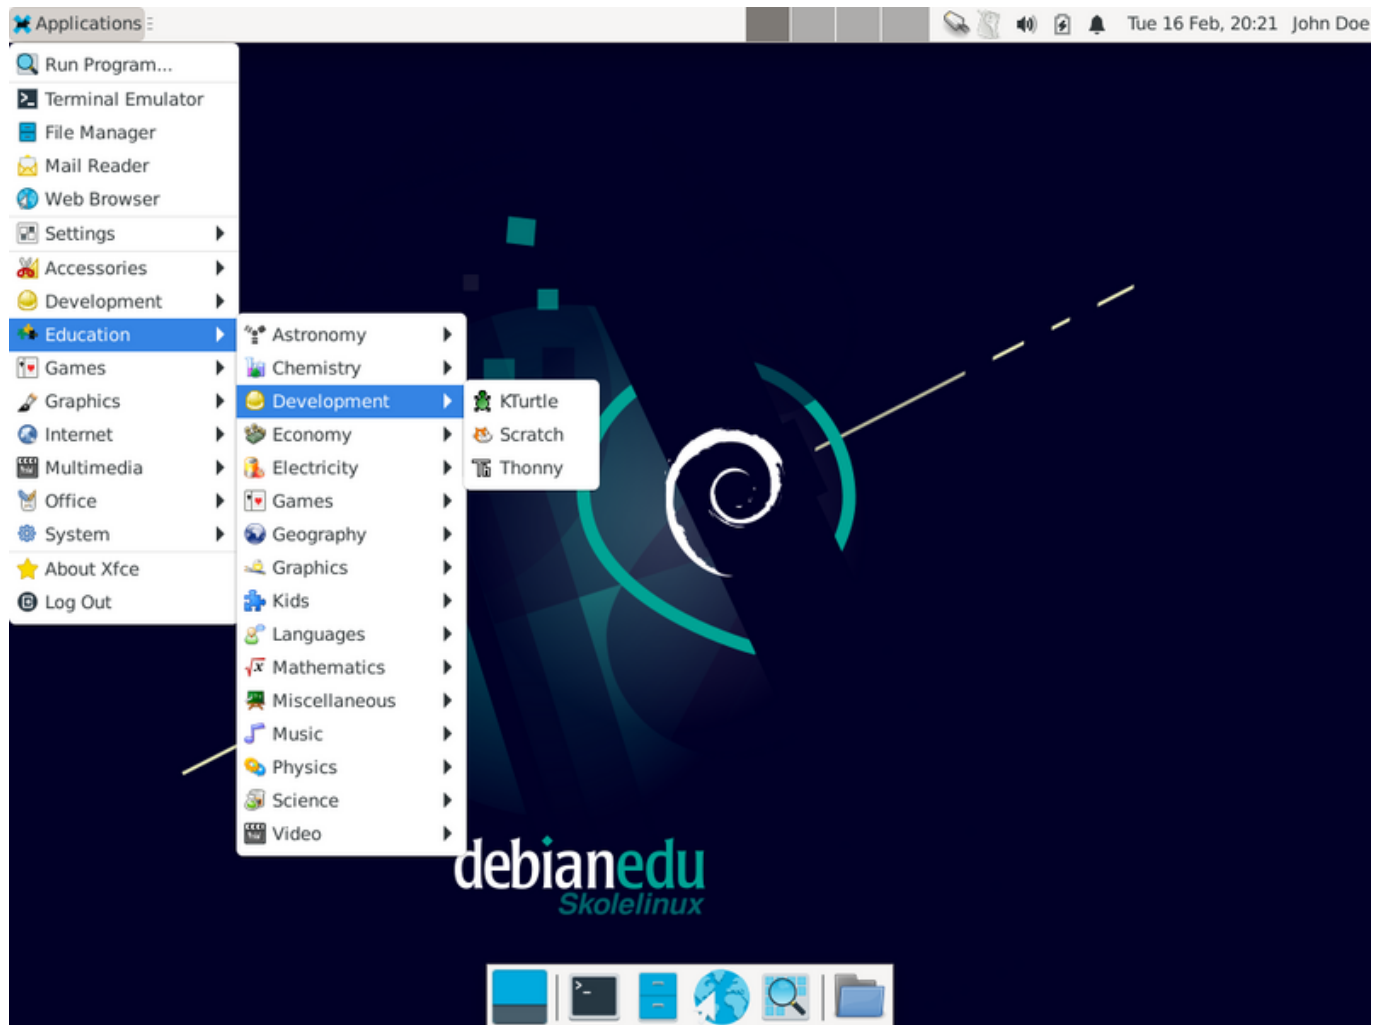 Applications
Tue 16 Feb, 20:21 John Doe
Run Program...
Terminal Emulator
File Manager
Mail Reader
Web Browser
Settings
Accessories
Development
Education
Games
Graphics
Internet
Multimedia
Office
System
About Xfce
Log Out
Astronomy
Chemistry
Development
Economy
Electricity
Games
Geography
Graphics
Kids
Languages
Mathematics
Miscellaneous
Music
Physics
Science
Video
KTurtle
Scratch
Thonny
debianedu
Skolelinux